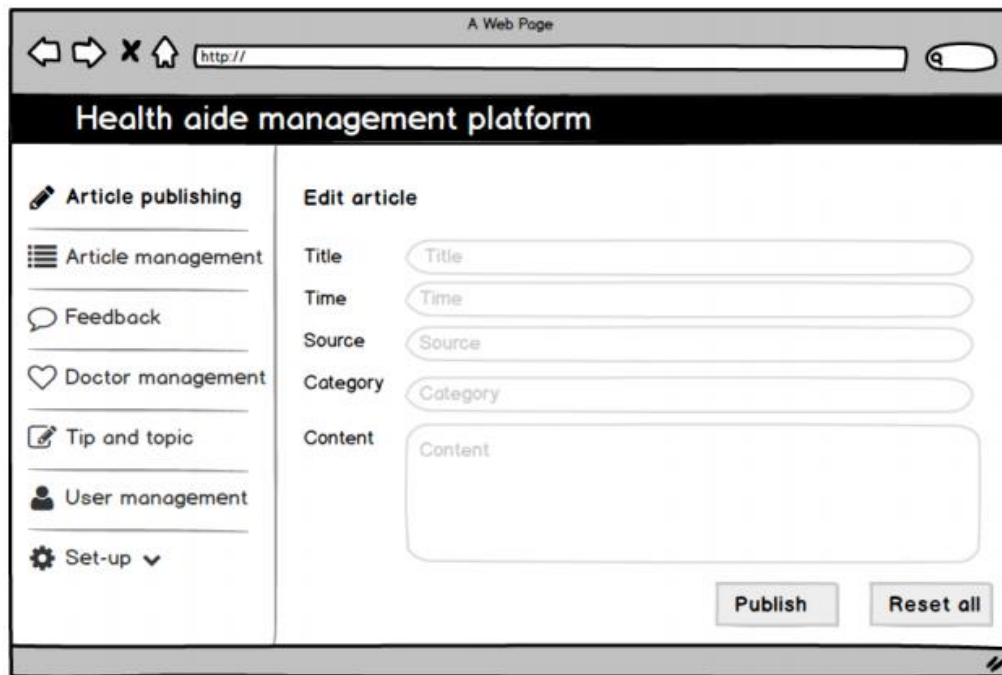 A Web Page
http://
Health aide management platform
Article publishing
Article management
Feedback
Doctor management
Tip and topic
User management
Set-up
Edit article
Title
Title
Time
Time
Source
Source
Category
Category
Content
Content
Publish
Reset all